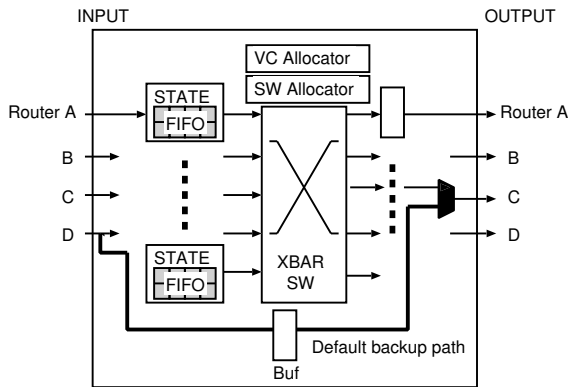 INPUT
OUTPUT
VC Allocator
SW Allocator
Router A
STATE
FIFO
Router A
B
B
C
C
D
D
STATE
FIFO
XBAR
SW
Default backup path
Buf